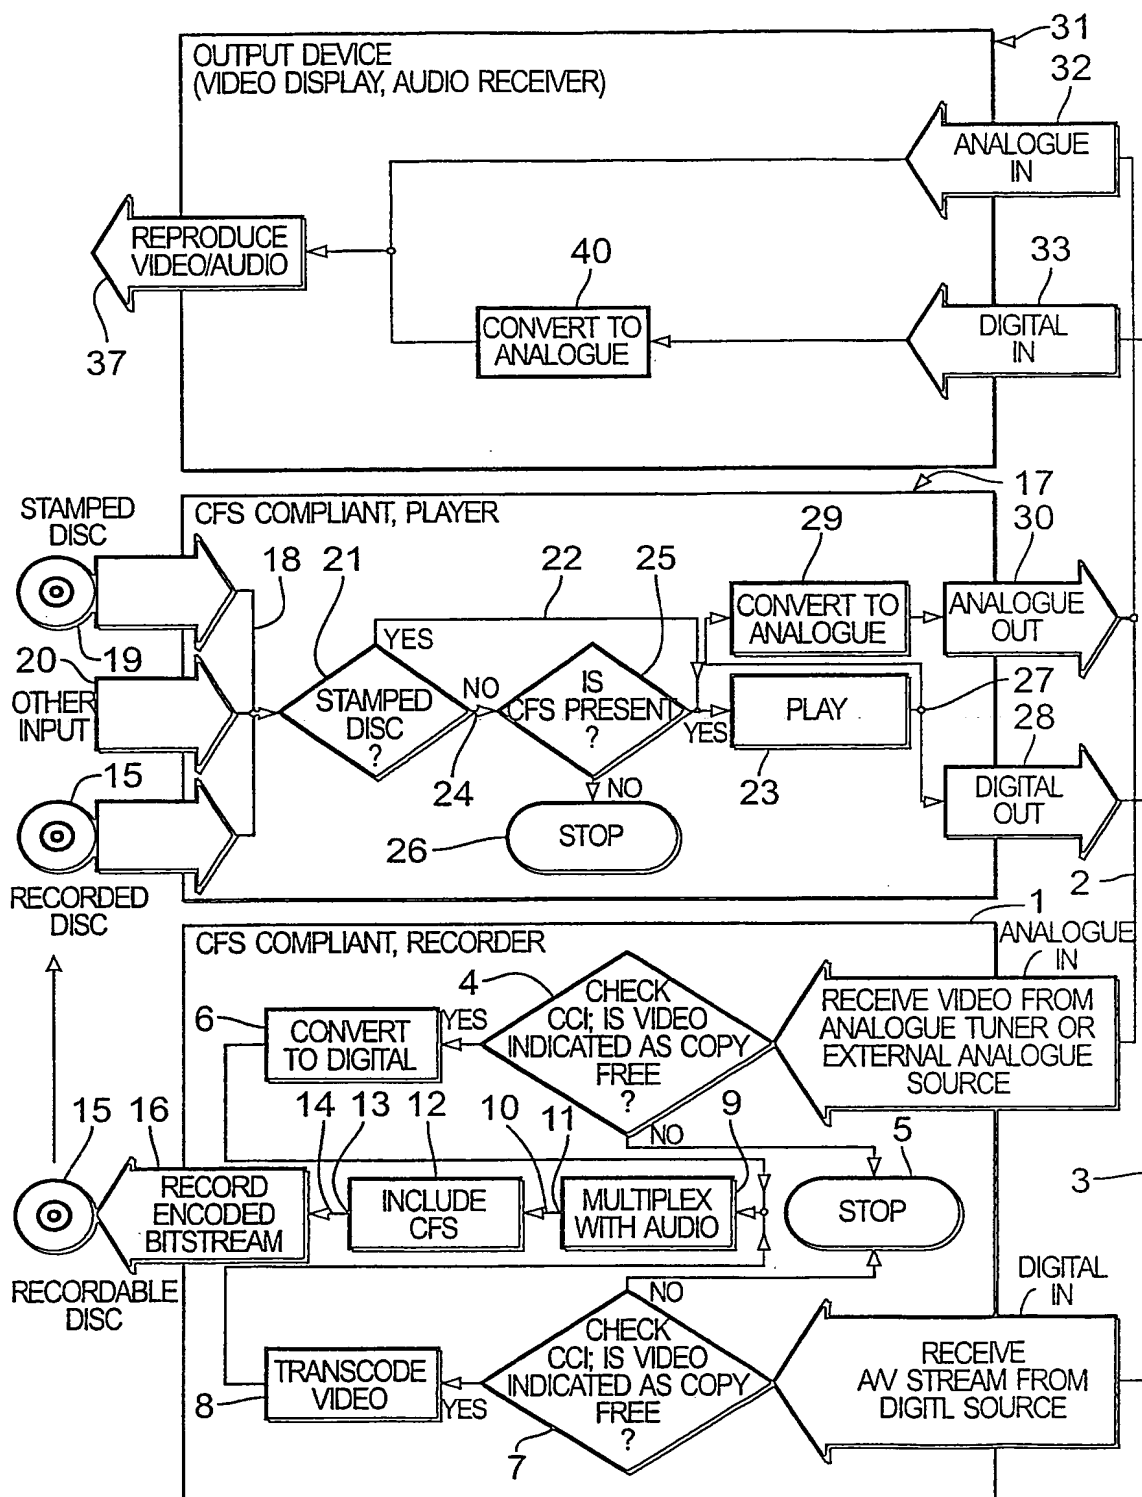 OUTPUT DEVICE
(VIDEO DISPLAY, AUDIO RECEIVER)
31
32
ANALOGUE
IN
REPRODUCE
VIDEO/AUDIO
37
40
CONVERT TO
ANALOGUE
33
DIGITAL
IN
STAMPED
DISC
CFS COMPLIANT, PLAYER
17
19
20
OTHER
INPUT
15
RECORDED
DISC
18
21
STAMPED
DISC
?
YES
NO
22
24
25
IS
CFS PRESENT
?
YES
NO
26
STOP
29
CONVERT TO
ANALOGUE
30
ANALOGUE
OUT
PLAY
23
27
28
DIGITAL
OUT
2
1
CFS COMPLIANT, RECORDER
ANALOGUE
IN
RECEIVE VIDEO FROM
ANALOGUE TUNER OR
EXTERNAL ANALOGUE
SOURCE
4
CHECK
CCI; IS VIDEO
INDICATED AS COPY
FREE
?
YES
NO
6
CONVERT
TO DIGITAL
5
STOP
15
RECORDABLE
DISC
16
RECORD
ENCODED
BITSTREAM
14
13
12
INCLUDE
CFS
10
11
9
MULTIPLEX
WITH AUDIO
3
DIGITAL
IN
RECEIVE
A/V STREAM FROM
DIGITL SOURCE
NO
CHECK
CCI; IS VIDEO
INDICATED AS COPY
FREE
?
YES
7
TRANSCODE
VIDEO
8